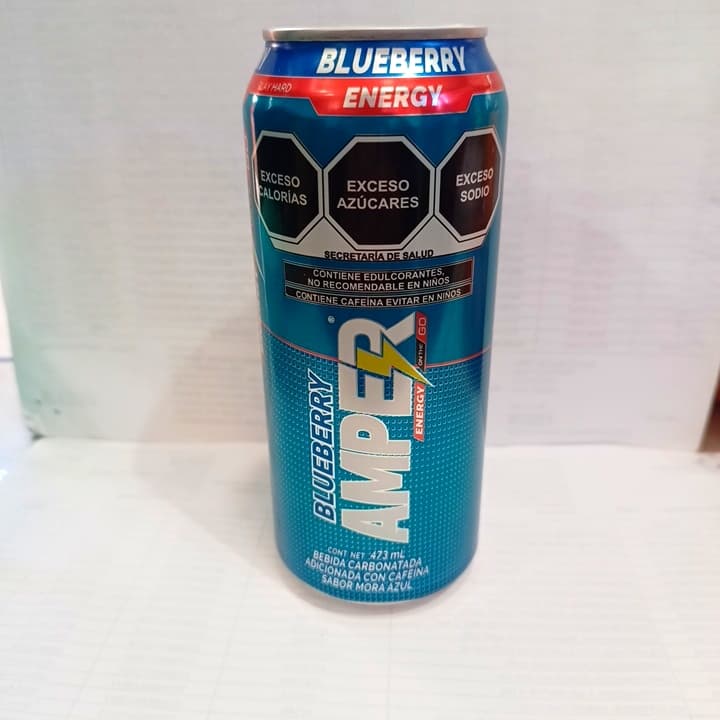 BLUEBERRY
ENERGY
EXCESO
CALORÍAS
EXCESO
AZÚCARES
EXCESO
SODIO
SECRETARÍA DE SALUD
CONTIENE EDULCORANTES,
NO RECOMENDABLE EN NIÑOS
CONTIENE CAFEÍNA EVITAR EN NIÑOS
BLUEBERRY
AMPER
ENERGY ON THE GO
CONT NET 473 mL
BEBIDA CARBONATADA
ADICIONADA CON CAFEÍNA
SABOR MORA AZUL